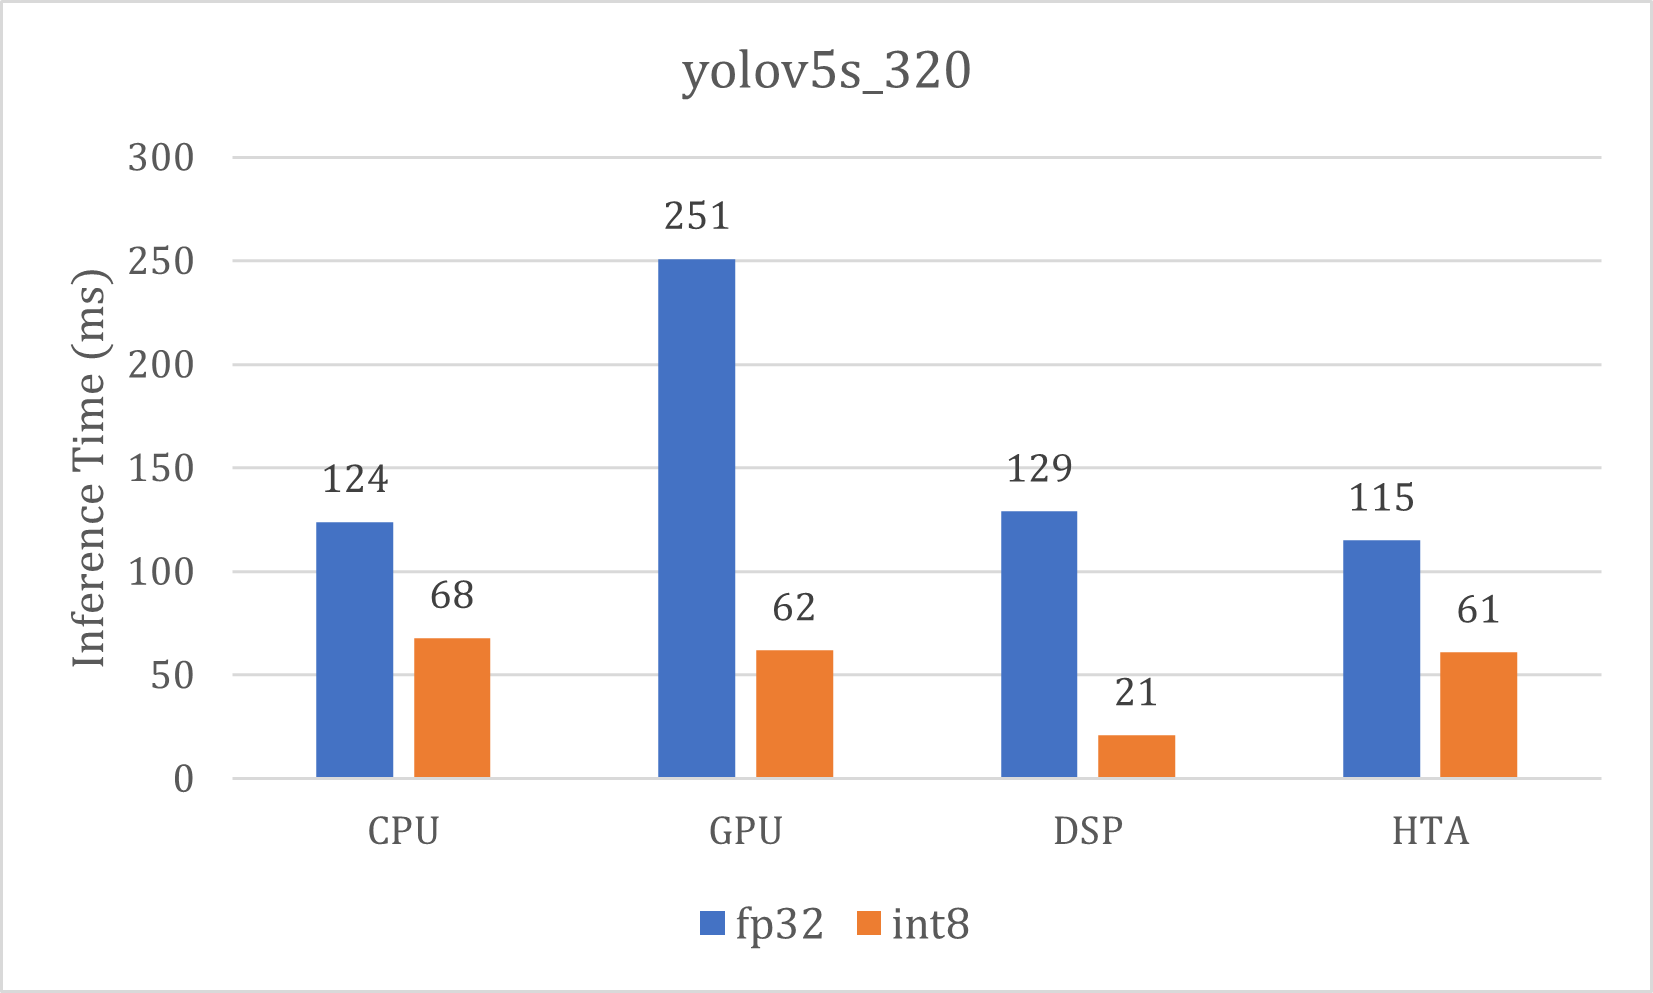 yolov5s_320
Inference Time (ms)
300
250
200
150
100
50
0
124
68
251
62
129
21
115
61
CPU
GPU
DSP
HTA
fp32
int8